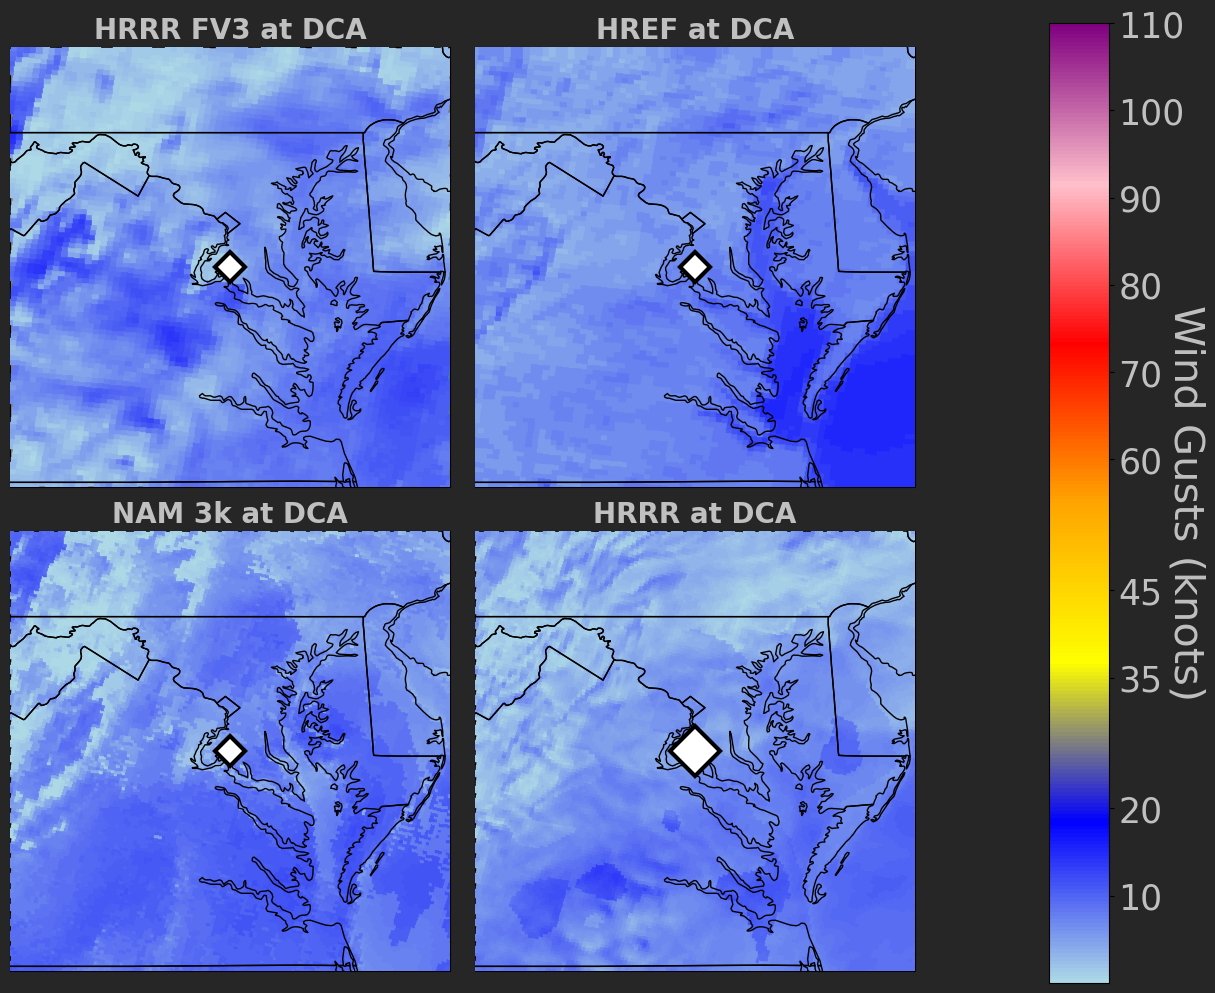 HRRR FV3 at DCA
HREF at DCA
NAM 3k at DCA
HRRR at DCA
110
100
90
80
70
60
45
35
20
10
Wind Gusts (knots)